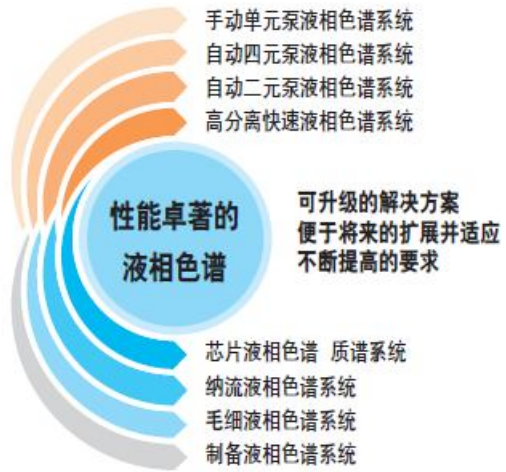 手动单元泵液相色谱系统
自动四元泵液相色谱系统
自动二元泵液相色谱系统
高分离快速液相色谱系统
性能卓著的
液相色谱
可升级的解决方案
便于将来的扩展并适应
不断提高的要求
芯片液相色谱 质谱系统
纳流液相色谱系统
毛细液相色谱系统
制备液相色谱系统